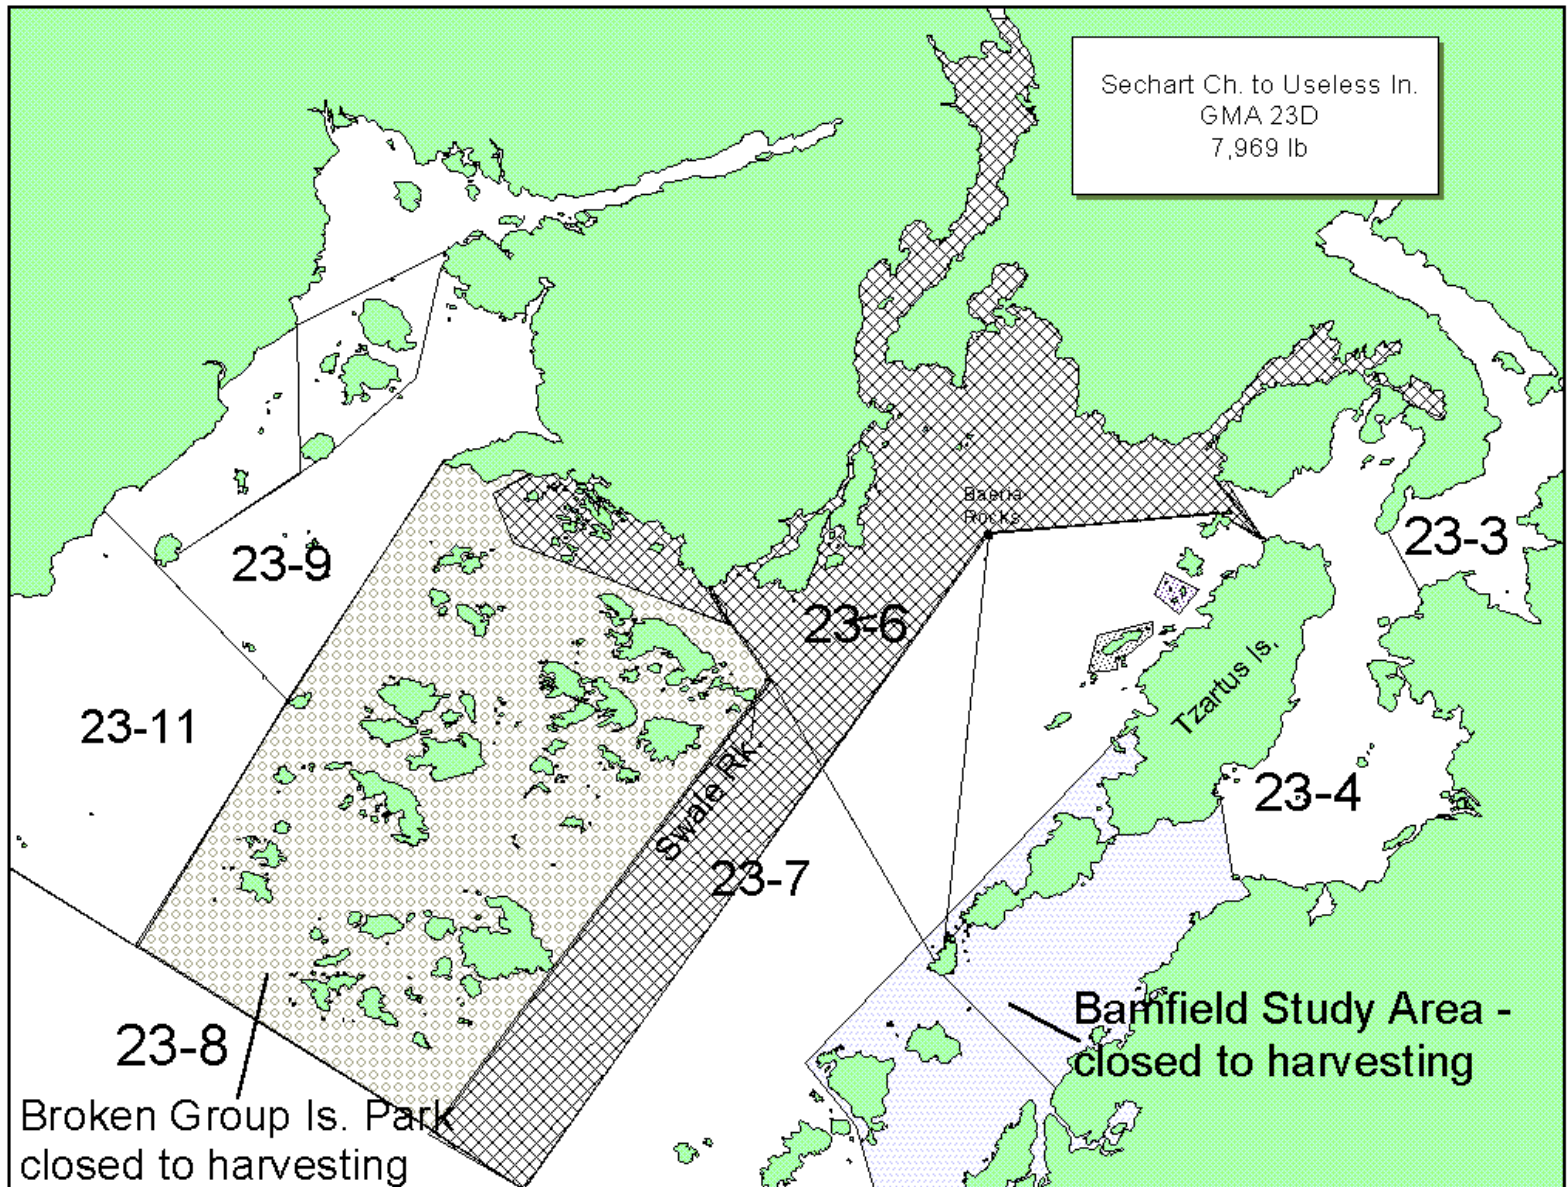 Sechart Ch. to Useless In.
GMA 23D
7,969 lb
Baeria
Rocks
23-3
23-9
23-6
Tzartus Is.
23-11
23-4
Swale Rk.
23-7
Bamfield Study Area -
closed to harvesting
23-8
Broken Group Is. Park
closed to harvesting